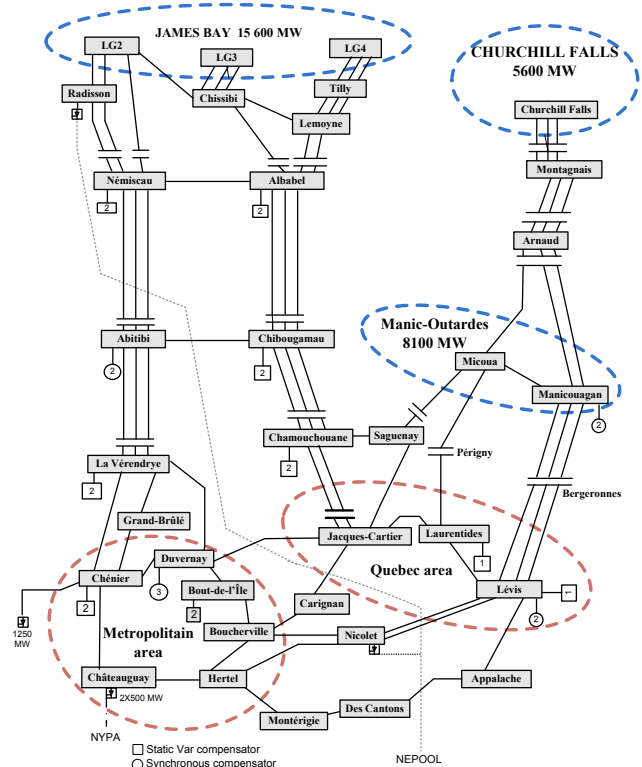 LG2
JAMES BAY 15 600 MW
LG4
LG3
CHURCHILL FALLS
5600 MW
Radisson
Chissibi
Tilly
Lemoyne
Churchill Falls
Montagnais
Némiscau
Albabel
2
2
Arnaud
Manic-Outardes
8100 MW
Abitibi
Chibougamau
2
2
Micoua
Manicouagan
2
Chamouchouane
Saguenay
2
Périgny
La Vérendrye
2
Bergeronnes
Grand-Brûlé
Jacques-Cartier
Laurentides
1
Duvernay
3
Quebec area
Chénier
2
Bout-de-l'Île
2
Lévis
2
1
Carignan
1250
MW
Metropolitain
area
Boucherville
Nicolet
Châteauguay
2X500 MW
Hertel
Appalache
Des Cantons
Montérigie
NYPA
Static Var compensator
Synchronous compensator
NEPOOL